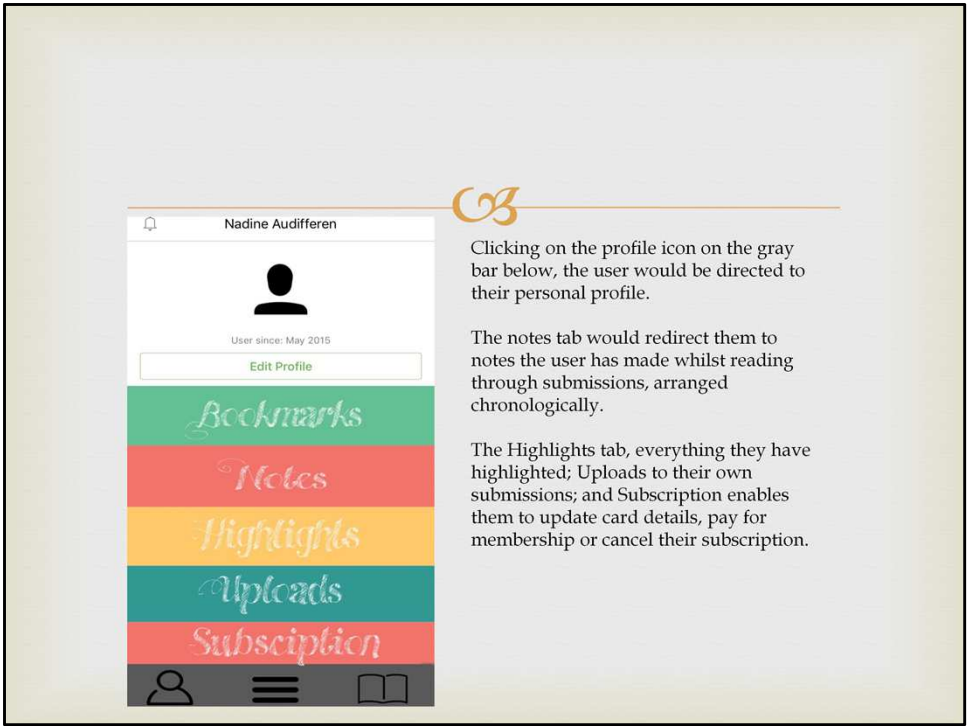 Nadine Audifferen
User since: May 2015
Edit Profile
Bookmarks
Notes
Highlights
Uploads
Subsciption
Clicking on the profile icon on the gray
bar below, the user would be directed to
their personal profile.
The notes tab would redirect them to
notes the user has made whilst reading
through submissions, arranged
chronologically.
The Highlights tab, everything they have
highlighted; Uploads to their own
submissions; and Subscription enables
them to update card details, pay for
membership or cancel their subscription.